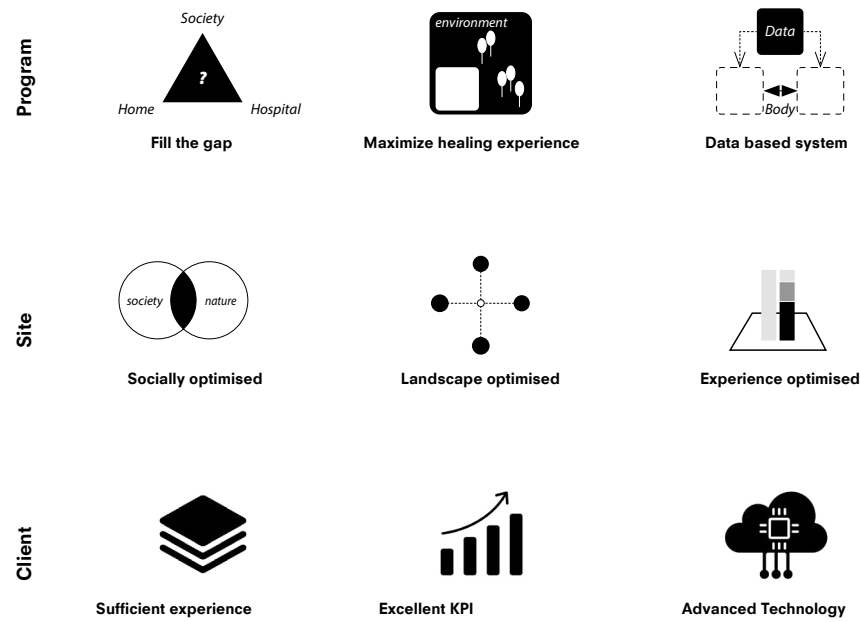 Program
Society
?
Home
Hospital
Fill the gap
environment
Maximize healing experience
Data
Body
Data based system
Site
society
nature
Socially optimised
Landscape optimised
Experience optimised
Client
Sufficient experience
Excellent KPI
Advanced Technology